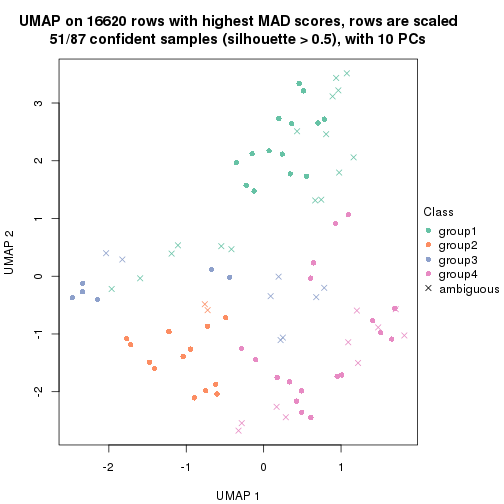 UMAP on 16620 rows with highest MAD scores, rows are scaled
51/87 confident samples (silhouette > 0.5), with 10 PCs
3
2
1
0
-1
-2
UMAP 2
-2
-1
0
1
UMAP 1
Class
group1
group2
group3
group4
ambiguous